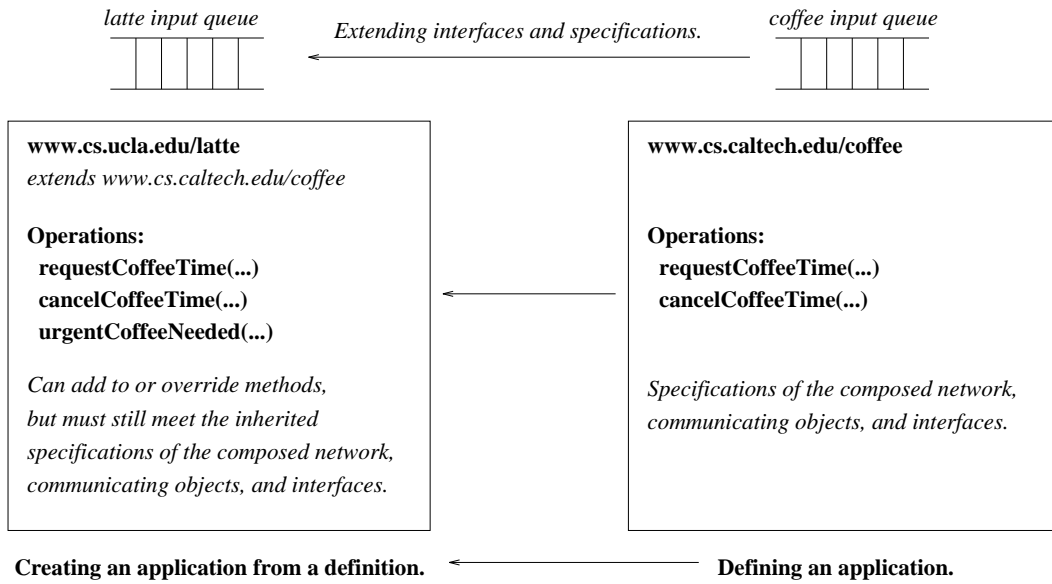 latte input queue
Extending interfaces and specifications.
coffee input queue
www.cs.ucla.edu/latte
extends www.cs.caltech.edu/coffee
Operations:
requestCoffeeTime(...)
cancelCoffeeTime(...)
urgentCoffeeNeeded(...)
Can add to or override methods,
but must still meet the inherited
specifications of the composed network,
communicating objects, and interfaces.
www.cs.caltech.edu/coffee
Operations:
requestCoffeeTime(...)
cancelCoffeeTime(...)
Specifications of the composed network,
communicating objects, and interfaces.
Creating an application from a definition.
Defining an application.